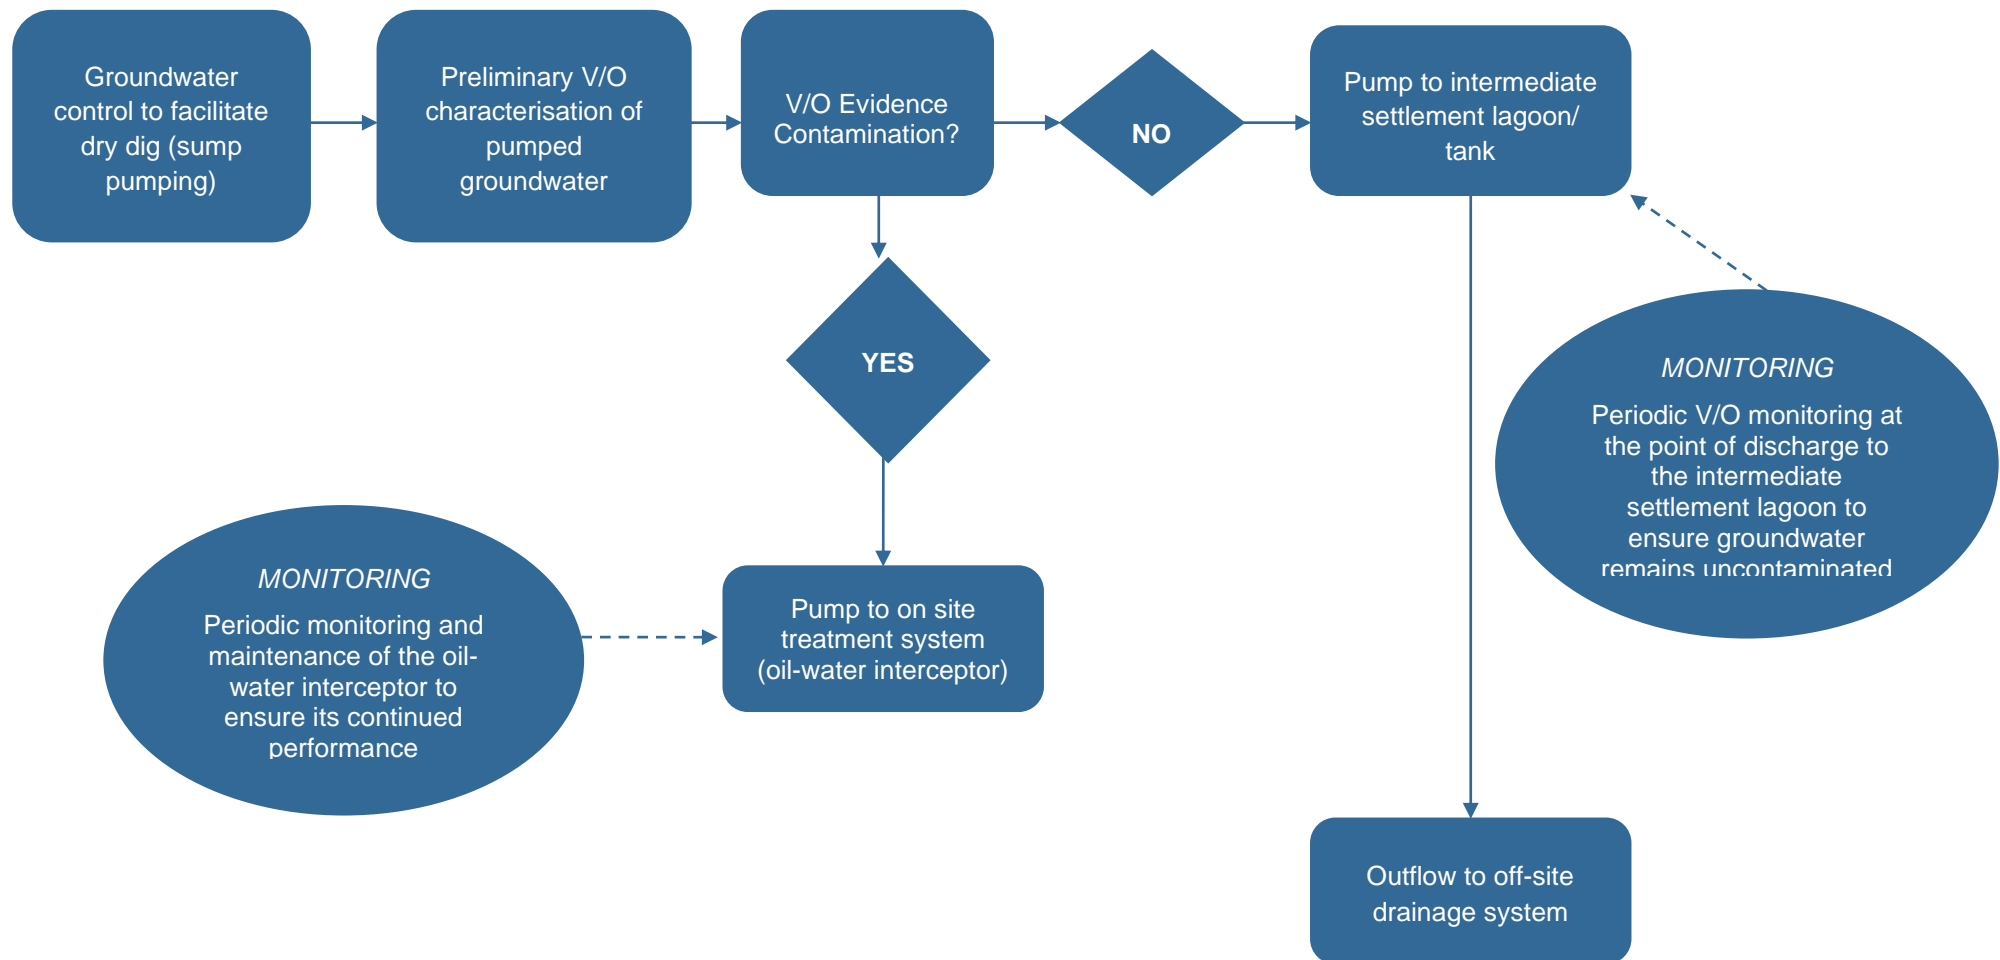 Groundwater
control to facilitate
dry dig (sump
pumping)
Preliminary V/O
characterisation of
pumped
groundwater
V/O Evidence
Contamination?
NO
Pump to intermediate
settlement lagoon/
tank
YES
MONITORING
Periodic V/O monitoring at
the point of discharge to
the intermediate
settlement lagoon to
ensure groundwater
remains uncontaminated
MONITORING
Periodic monitoring and
maintenance of the oil-
water interceptor to
ensure its continued
performance
Pump to on site
treatment system
(oil-water interceptor)
Outflow to off-site
drainage system